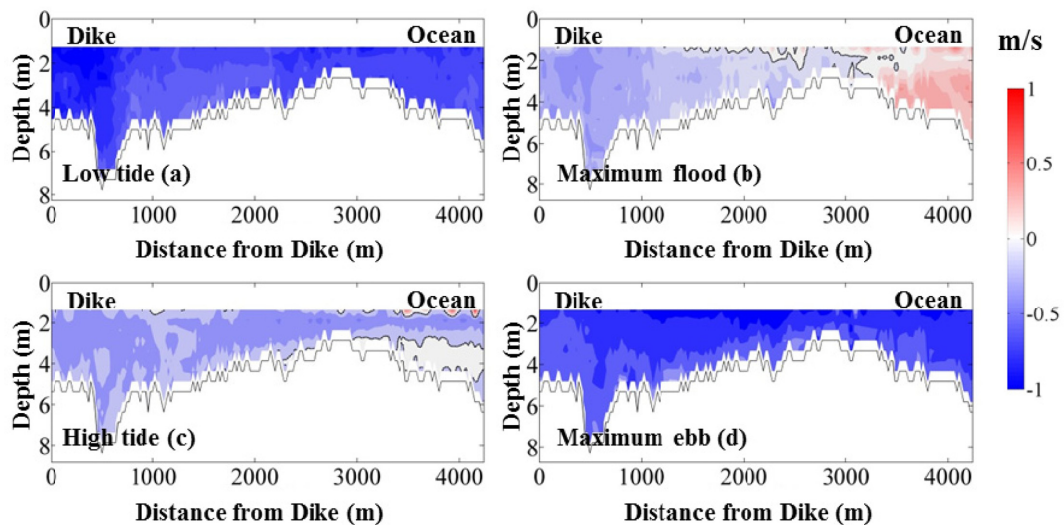 0
2
4
6
8
Depth (m)
Dike
Ocean
Low tide (a)
0 1000 2000 3000 4000
Distance from Dike (m)
0
2
4
6
8
Depth (m)
Dike
Ocean
Maximum flood (b)
0 1000 2000 3000 4000
Distance from Dike (m)
m/s
1
0.5
0
-0.5
-1
0
2
4
6
8
Depth (m)
Dike
Ocean
High tide (c)
0 1000 2000 3000 4000
Distance from Dike (m)
0
2
4
6
8
Depth (m)
Dike
Ocean
Maximum ebb (d)
0 1000 2000 3000 4000
Distance from Dike (m)